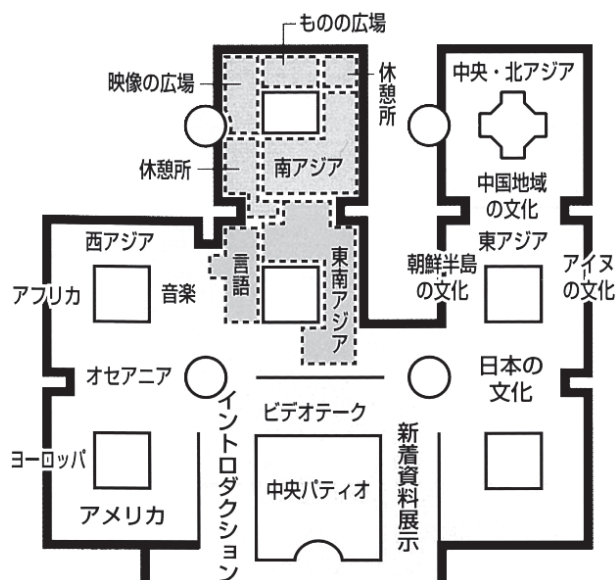 ものの広場
映像の広場
休憩所
中央・北アジア
休憩所
南アジア
中国地域
の文化
西アジア
言語
東南アジア
朝鮮半島
の文化
東アジア
アイヌ
の文化
アフリカ
音楽
オセアニア
日本の
文化
イントロダクション
ビデオテーク
新着資料展示
ヨーロッパ
中央パティオ
アメリカ